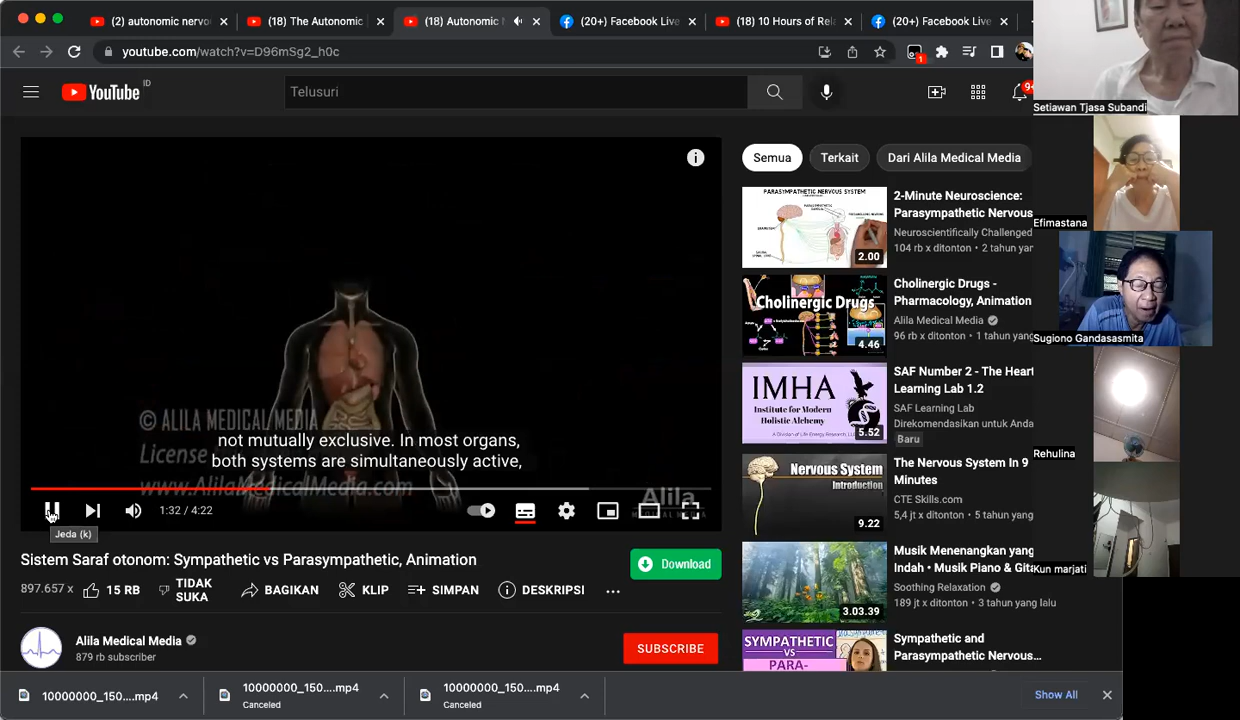 (2) autonomic nervo
(18) The Autonomic
(18) Autonomic
(20+) Facebook Live
(18) 10 Hours of Rel
(20+) Facebook Live
youtube.com/watch?v=D96mSg2_h0c
1
YouTube ID
Telusuri
9+
Setiawan Tjasa Subandi
Efimastana
Sugiono Gandasasmita
Rehulina
Kun marjati
© ALILA MEDICAL MEDIA
License
www.AlilaMedicalMedia.com
not mutually exclusive. In most organs,
both systems are simultaneously active,
Alila
1:32 / 4:22
Jeda (k)
Sistem Saraf otonom: Sympathetic vs Parasympathetic, Animation
Download
897.657 x
15 RB
TIDAK
SUKA
BAGIKAN
KLIP
SIMPAN
DESKRIPSI
Alila Medical Media
879 rb subscriber
SUBSCRIBE
Semua
Terkait
Dari Alila Medical Media
PARASYMPATHETIC NERVOUS SYSTEM
2.00
2-Minute Neuroscience:
Parasympathetic Nervous
Neuroscientifically Challenged
104 rb x ditonton • 2 tahun yan
Cholinergic Drugs
4.46
Cholinergic Drugs -
Pharmacology, Animation
Alila Medical Media
96 rb x ditonton • 1 tahun yang
IMHA
Institute for Modern
Holistic Alchemy
5.52
SAF Number 2 - The Heart
Learning Lab 1.2
SAF Learning Lab
Direkomendasikan untuk Anda
Baru
Nervous System
Introduction
9.22
The Nervous System In 9
Minutes
CTE Skills.com
5,4 jt x ditonton • 5 tahun yang
3.03.39
Musik Menenangkan yang
Indah • Musik Piano & Gita
Soothing Relaxation
189 jt x ditonton • 3 tahun yang lalu
SYMPATHETIC
VS
PARA-
Sympathetic and
Parasympathetic Nervous...
10000000_150....mp4
10000000_150....mp4
Canceled
10000000_150....mp4
Canceled
Show All